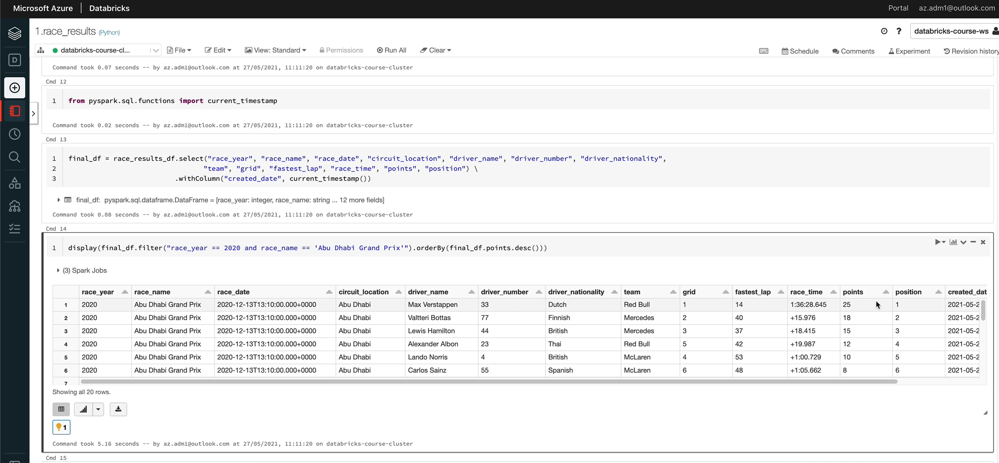 Microsoft Azure | Databricks Portal az.adm1@outlook.com
1.race_results (Python) ? databricks-course-ws
databricks-course-cl... File Edit View: Standard Permissions Run All Clear Schedule Comments Experiment Revision history
Command took 0.07 seconds -- by az.adm1@outlook.com at 27/05/2021, 11:11:20 on databricks-course-cluster
Cmd 12
1 from pyspark.sql.functions import current_timestamp
Command took 0.02 seconds -- by az.adm1@outlook.com at 27/05/2021, 11:11:20 on databricks-course-cluster
Cmd 13
1 final_df = race_results_df.select("race_year", "race_name", "race_date", "circuit_location", "driver_name", "driver_number", "driver_nationality",
2 "team", "grid", "fastest_lap", "race_time", "points", "position") \
3 .withColumn("created_date", current_timestamp())
final_df: pyspark.sql.dataframe.DataFrame = [race_year: integer, race_name: string ... 12 more fields]
Command took 0.08 seconds -- by az.adm1@outlook.com at 27/05/2021, 11:11:20 on databricks-course-cluster
Cmd 14
1 display(final_df.filter("race_year == 2020 and race_name == 'Abu Dhabi Grand Prix'").orderBy(final_df.points.desc()))
(3) Spark Jobs
race_year race_name race_date circuit_location driver_name driver_number driver_nationality team grid fastest_lap race_time points position created_dat
1 2020 Abu Dhabi Grand Prix 2020-12-13T13:10:00.000+0000 Abu Dhabi Max Verstappen 33 Dutch Red Bull 1 14 1:36:28.645 25 1 2021-05-2
2 2020 Abu Dhabi Grand Prix 2020-12-13T13:10:00.000+0000 Abu Dhabi Valtteri Bottas 77 Finnish Mercedes 2 40 +15.976 18 2 2021-05-2
3 2020 Abu Dhabi Grand Prix 2020-12-13T13:10:00.000+0000 Abu Dhabi Lewis Hamilton 44 British Mercedes 3 37 +18.415 15 3 2021-05-2
4 2020 Abu Dhabi Grand Prix 2020-12-13T13:10:00.000+0000 Abu Dhabi Alexander Albon 23 Thai Red Bull 5 42 +19.987 12 4 2021-05-2
5 2020 Abu Dhabi Grand Prix 2020-12-13T13:10:00.000+0000 Abu Dhabi Lando Norris 4 British McLaren 4 53 +1:00.729 10 5 2021-05-2
6 2020 Abu Dhabi Grand Prix 2020-12-13T13:10:00.000+0000 Abu Dhabi Carlos Sainz 55 Spanish McLaren 6 48 +1:05.662 8 6 2021-05-2
7
Showing all 20 rows.
1
Command took 5.16 seconds -- by az.adm1@outlook.com at 27/05/2021, 11:11:20 on databricks-course-cluster
Cmd 15